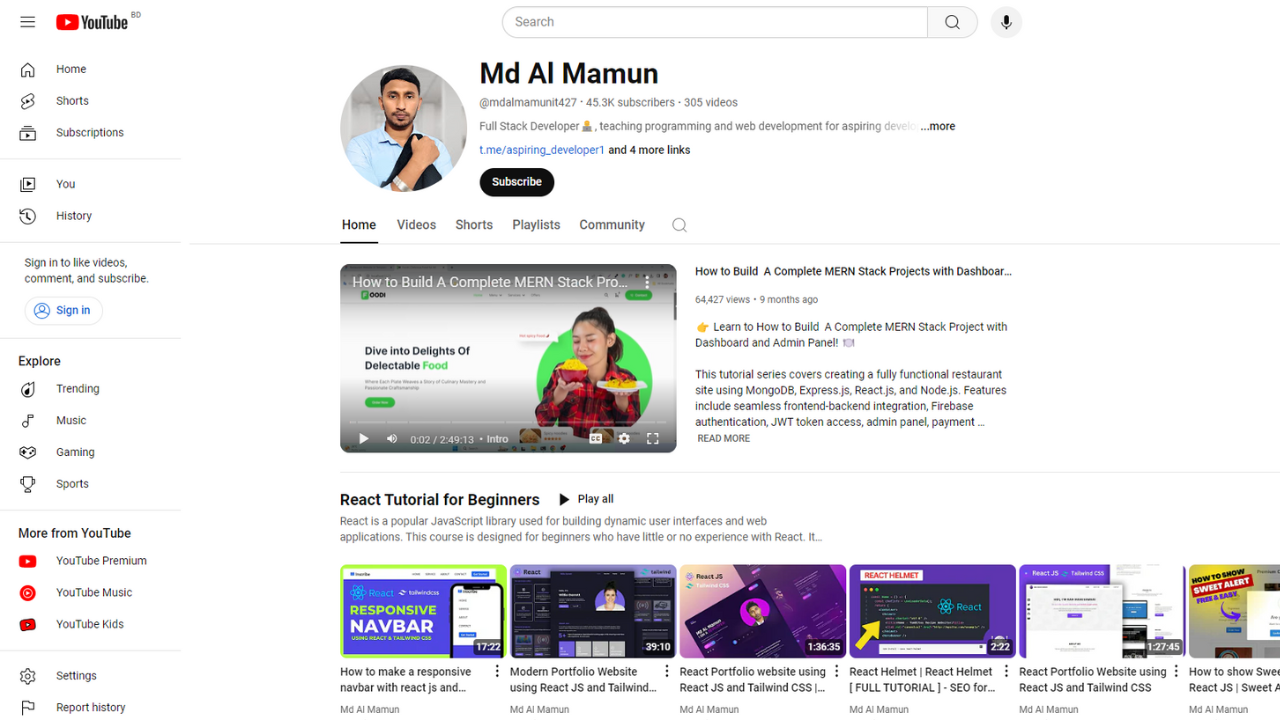 YouTube BD
Search
Home
Shorts
Subscriptions
You
History
Sign in to like videos,
comment, and subscribe.
Sign in
Explore
Trending
Music
Gaming
Sports
More from YouTube
YouTube Premium
YouTube Music
YouTube Kids
Settings
Report history
Md Al Mamun
@mdalmamunit427 · 45.3K subscribers · 305 videos
Full Stack Developer 🧑‍💻, teaching programming and web development for aspiring ...more
t.me/aspiring_developer1 and 4 more links
Subscribe
Home Videos Shorts Playlists Community
How to Build A Complete MERN Stack Pro...
FOODI
Dive into Delights Of
Delectable Food
Where Each Plate Weaves a Story of Culinary Mastery and
Passionate Craftsmanship
0:02 / 2:49:13 • Intro
CC
How to Build A Complete MERN Stack Projects with Dashboar...
64,427 views • 9 months ago
👉 Learn to How to Build A Complete MERN Stack Project with
Dashboard and Admin Panel! 🍽️
This tutorial series covers creating a fully functional restaurant
site using MongoDB, Express.js, React.js, and Node.js. Features
include seamless frontend-backend integration, Firebase
authentication, JWT token access, admin panel, payment ...
READ MORE
React Tutorial for Beginners Play all
React is a popular JavaScript library used for building dynamic user interfaces and web
applications. This course is designed for beginners who have little or no experience with React. It...
React tailwindcss
RESPONSIVE
NAVBAR
USING REACT & TAILWIND CSS
17:22
How to make a responsive
navbar with react js and...
Md Al Mamun
React tailwind
39:10
Modern Portfolio Website
using React JS and Tailwind...
Md Al Mamun
React JS
Tailwind CSS
1:36:35
React Portfolio website using
React JS and Tailwind CSS |...
Md Al Mamun
REACT HELMET
React
2:22
React Helmet | React Helmet
[ FULL TUTORIAL ] - SEO for...
Md Al Mamun
React JS Tailwind CSS
1:27:45
React Portfolio Website using
React JS and Tailwind CSS
Md Al Mamun
HOW TO SHOW
SWEET ALERT
FREE & EASY
How to show Swee
React JS | Sweet A
Md Al Mamun